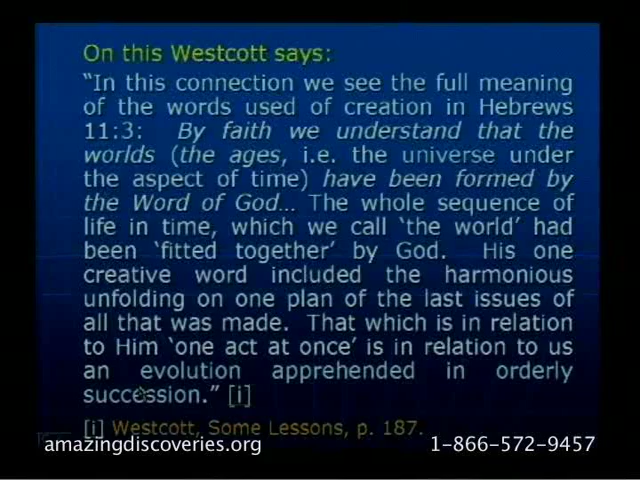 On this Westcott says:
“In this connection we see the full meaning
of the words used of creation in Hebrews
11:3: By faith we understand that the
worlds (the ages, i.e. the universe under
the aspect of time) have been formed by
the Word of God… The whole sequence of
life in time, which we call ‘the world’ had
been ‘fitted together’ by God. His one
creative word included the harmonious
unfolding on one plan of the last issues of
all that was made. That which is in relation
to Him ‘one act at once’ is in relation to us
an evolution apprehended in orderly
succession.” [i]
[i] Westcott, Some Lessons, p. 187.
amazingdiscoveries.org 1-866-572-9457